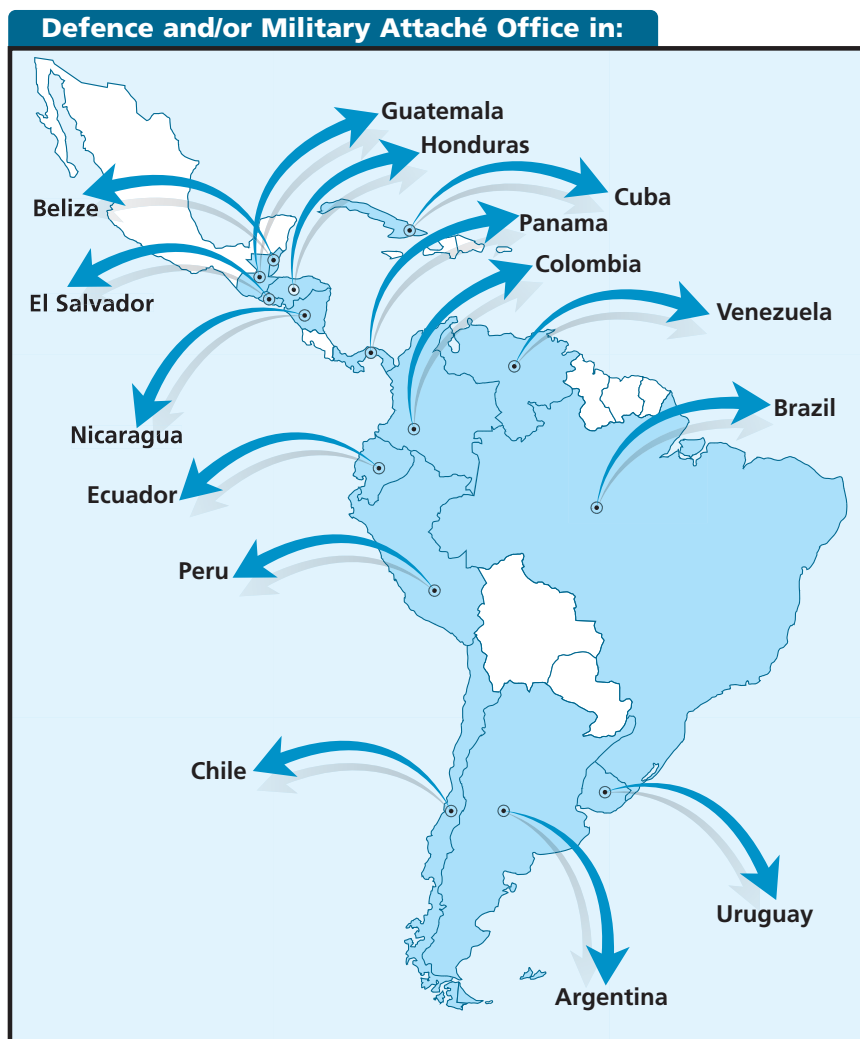 Defence and/or Military Attaché Office in:
Guatemala
Honduras
Belize
Cuba
Panama
Colombia
El Salvador
Venezuela
Brazil
Nicaragua
Ecuador
Peru
Chile
Uruguay
Argentina